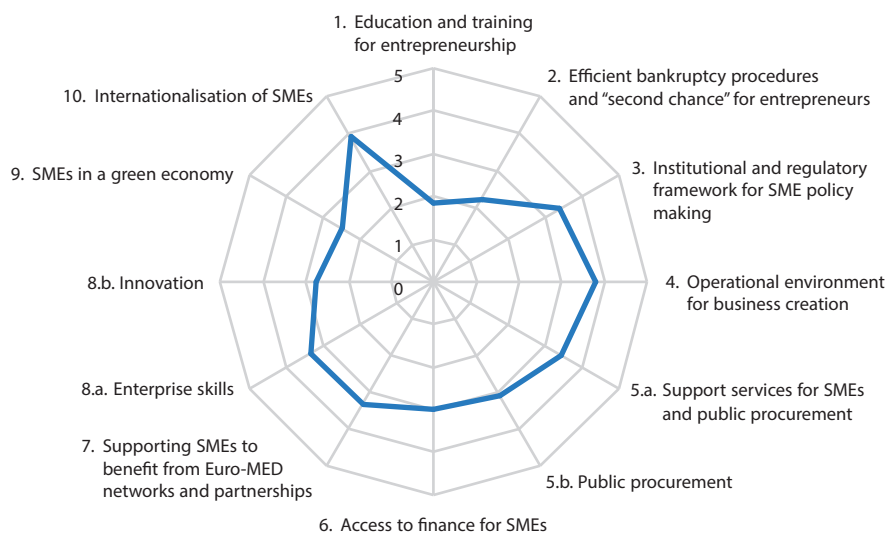 1. Education and training
for entrepreneurship
2. Efficient bankruptcy procedures
and “second chance” for entrepreneurs
3. Institutional and regulatory
framework for SME policy
making
4. Operational environment
for business creation
5.a. Support services for SMEs
and public procurement
5.b. Public procurement
6. Access to finance for SMEs
7. Supporting SMEs to
benefit from Euro-MED
networks and partnerships
8.a. Enterprise skills
8.b. Innovation
9. SMEs in a green economy
10. Internationalisation of SMEs
5
4
3
2
1
0